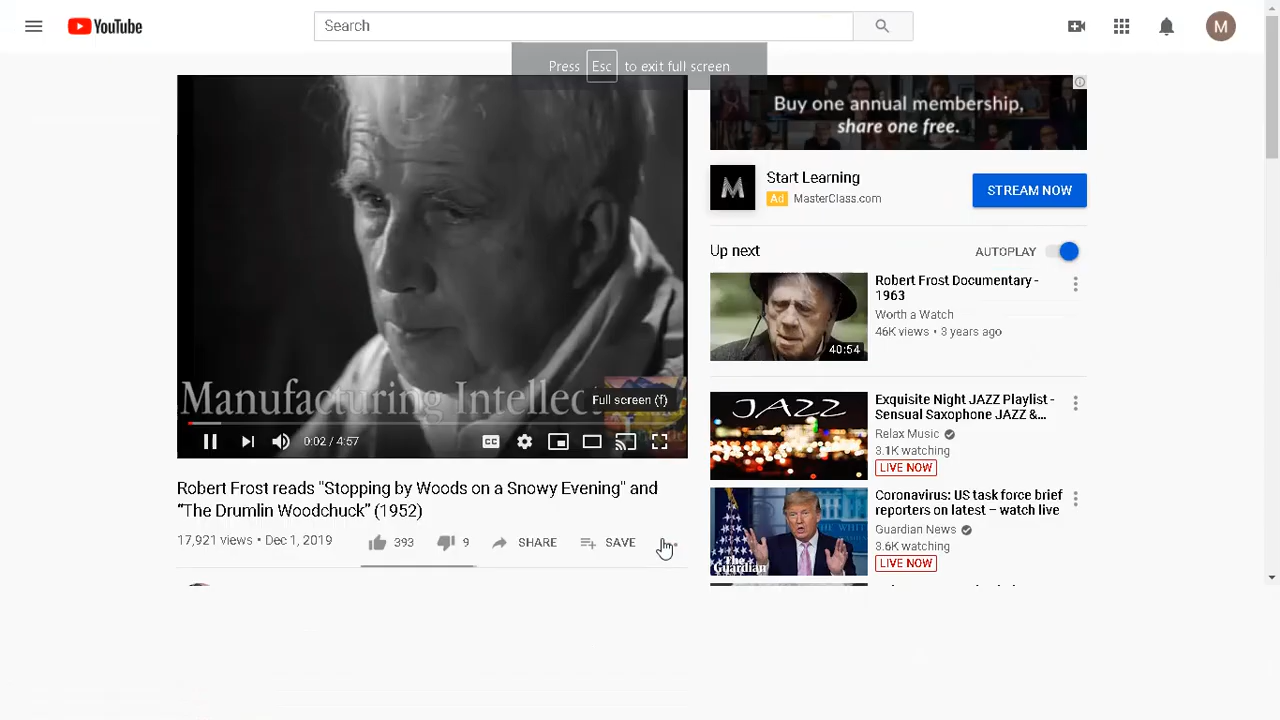 YouTube
Search
M
Press Esc to exit full screen
Manufacturing Intellect
Full screen (f)
CC
0:02 / 4:57
Robert Frost reads "Stopping by Woods on a Snowy Evening" and
“The Drumlin Woodchuck” (1952)
17,921 views • Dec 1, 2019
393
9
SHARE
SAVE
Buy one annual membership,
share one free.
M
Start Learning
Ad MasterClass.com
STREAM NOW
Up next
AUTOPLAY
40:54
Robert Frost Documentary -
1963
Worth a Watch
46K views • 3 years ago
JAZZ
Exquisite Night JAZZ Playlist -
Sensual Saxophone JAZZ &...
Relax Music
3.1K watching
LIVE NOW
The
Guardian
Coronavirus: US task force brief
reporters on latest – watch live
Guardian News
3.6K watching
LIVE NOW